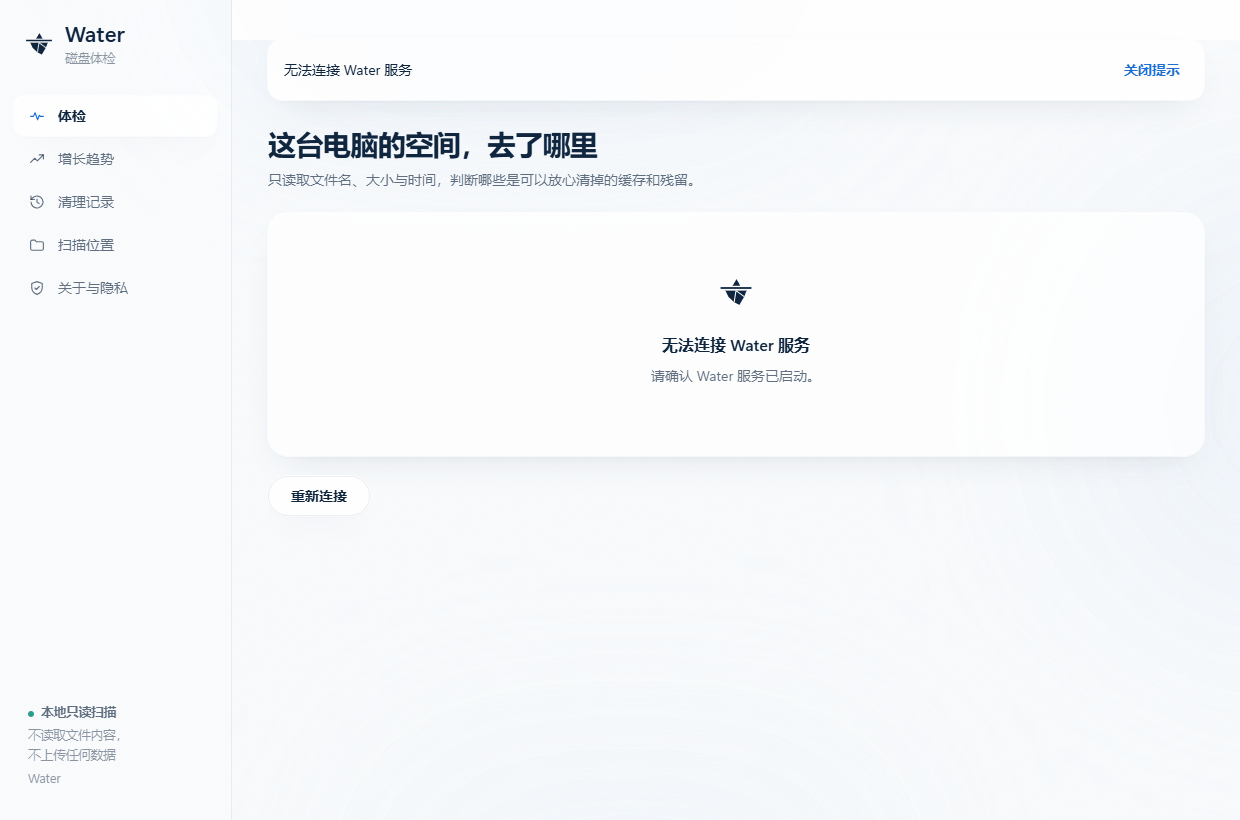 Water
磁盘体检
体检
增长趋势
清理记录
扫描位置
关于与隐私
本地只读扫描
不读取文件内容，
不上传任何数据
Water
无法连接 Water 服务
关闭提示
这台电脑的空间，去了哪里
只读取文件名、大小与时间，判断哪些是可以放心清掉的缓存和残留。
无法连接 Water 服务
请确认 Water 服务已启动。
重新连接